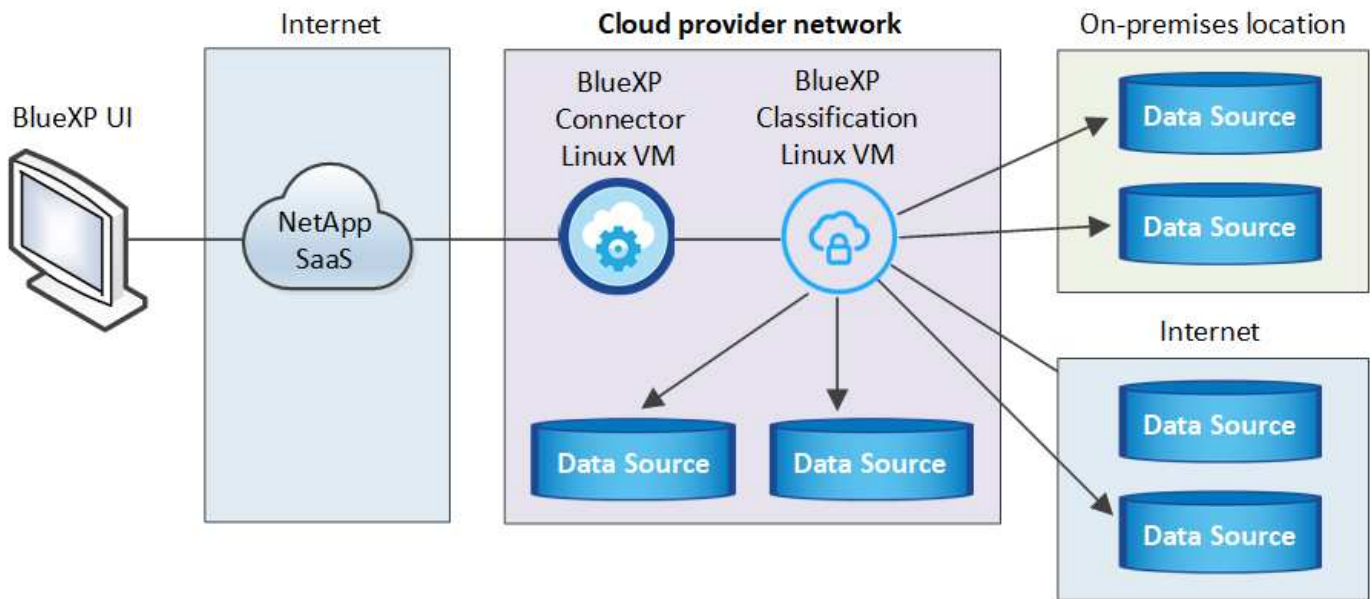 Internet
Cloud provider network
On-premises location
BlueXP UI
NetApp
SaaS
BlueXP
Connector
Linux VM
BlueXP
Classification
Linux VM
Data Source
Data Source
Data Source
Data Source
Internet
Data Source
Data Source